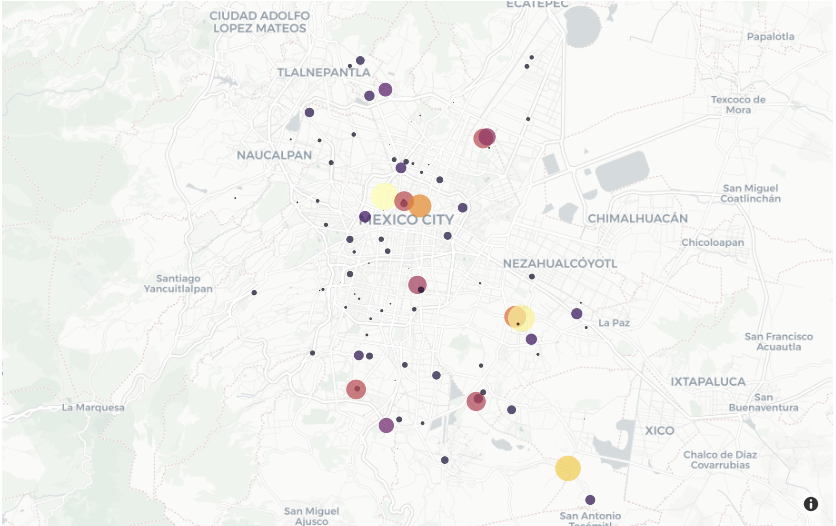 ECATEPEC
CIUDAD ADOLFO
LOPEZ MATEOS
Papalotla
TLALNEPANTLA
Texcoco de
Mora
NAUCALPAN
San Miguel
Coatlinchán
MEXICO CITY
CHIMALHUACÁN
Chicoloapan
NEZAHUALCÓYOTL
Santiago
Yancuitlalpan
La Paz
San Francisco
Acuautla
IXTAPALUCA
San
Buenaventura
La Marquesa
XICO
Chalco de Díaz
Covarrubias
San Miguel
Ajusco
San Antonio
Tecómitl
i